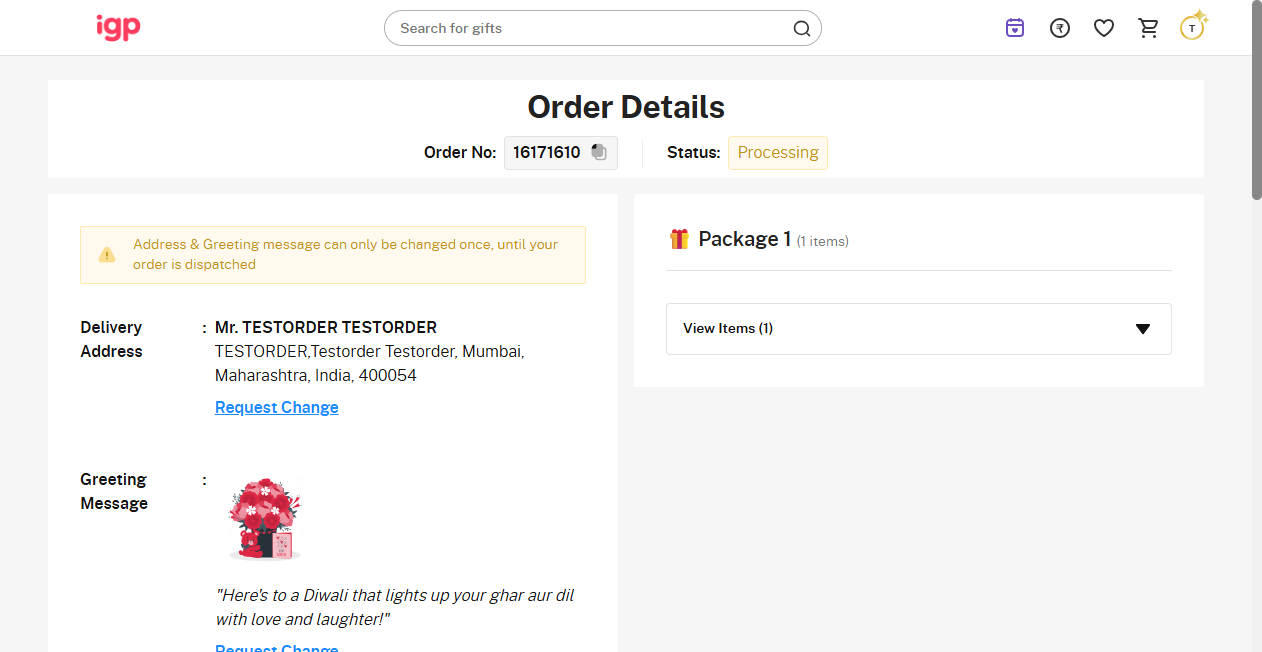 igp
Search for gifts
T
Order Details
Order No: 16171610
Status: Processing
Address & Greeting message can only be changed once, until your
order is dispatched
Delivery
Address
: Mr. TESTORDER TESTORDER
TESTORDER,Testorder Testorder, Mumbai,
Maharashtra, India, 400054
Request Change
Greeting
Message
:
"Here's to a Diwali that lights up your ghar aur dil
with love and laughter!"
Request Change
Package 1 (1 items)
View Items (1)